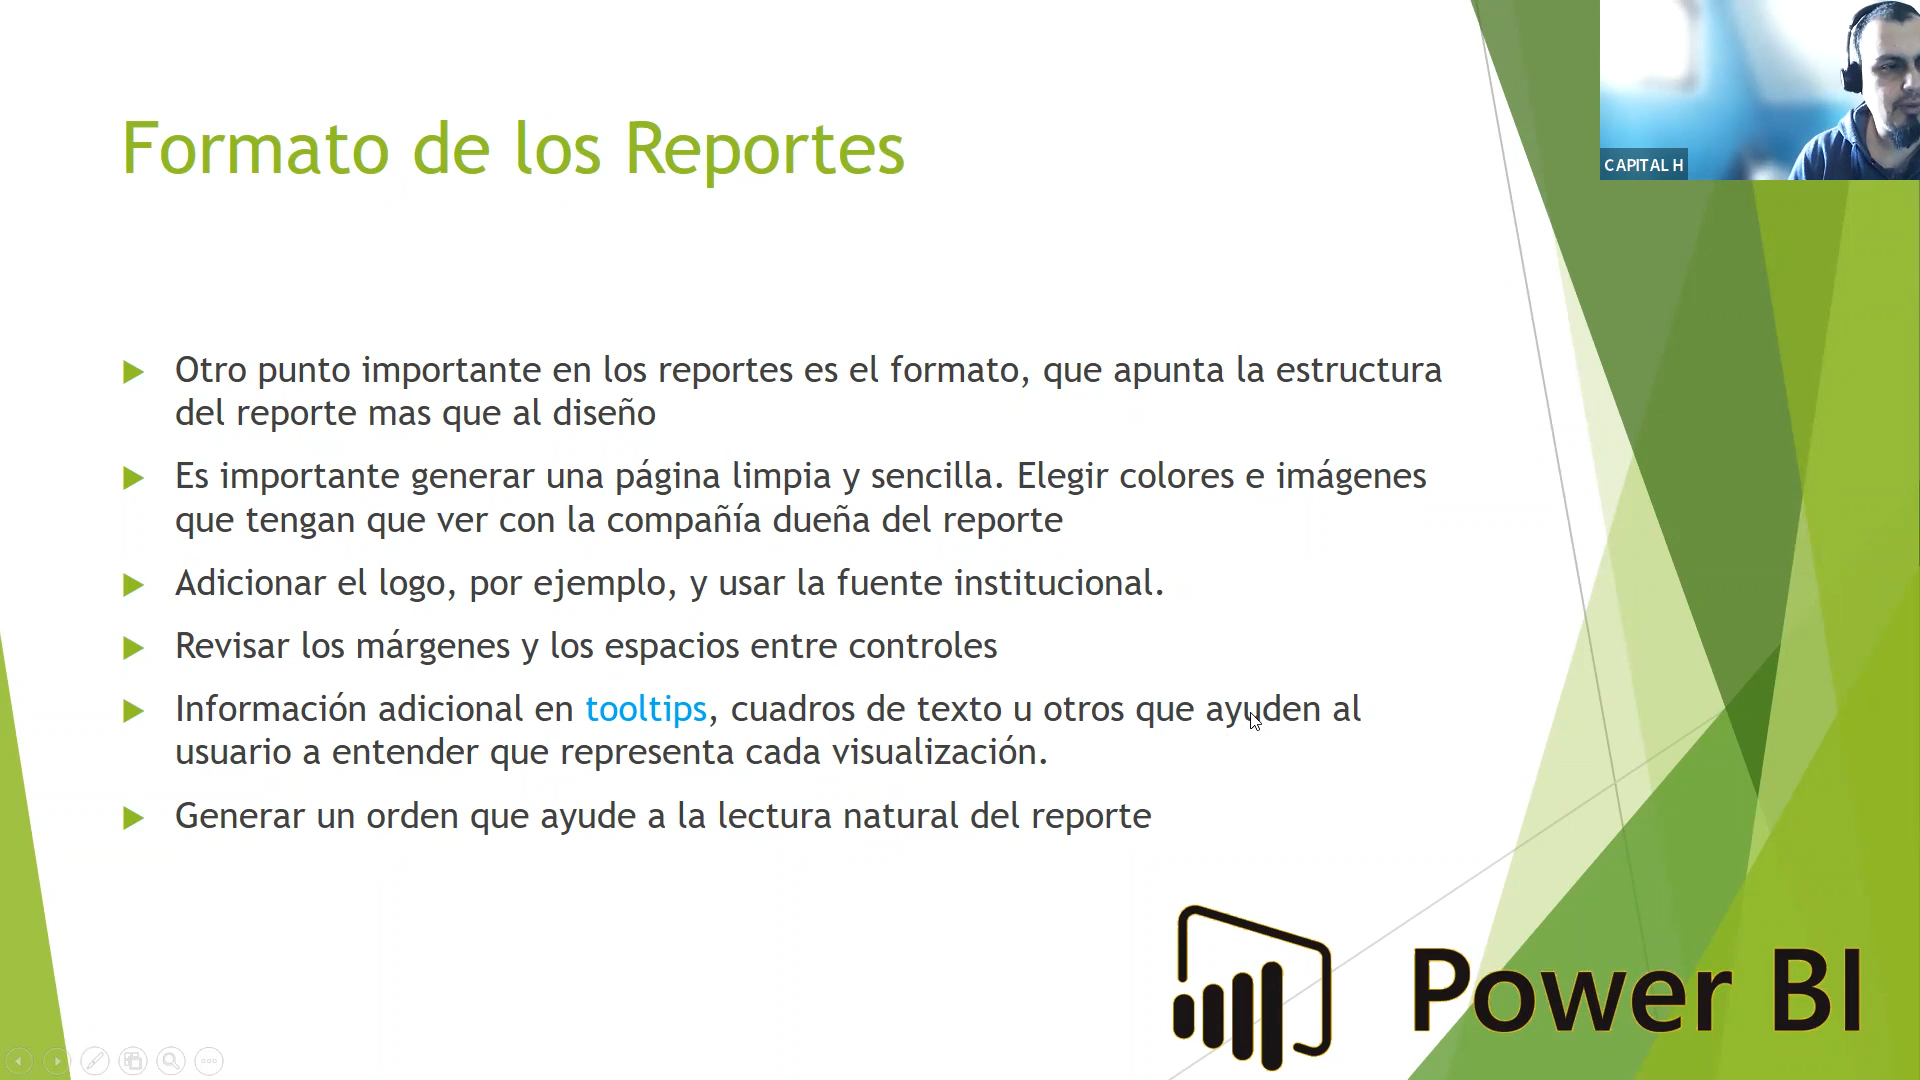 CAPITAL H
Formato de los Reportes
Otro punto importante en los reportes es el formato, que apunta la estructura
del reporte mas que al diseño
Es importante generar una página limpia y sencilla. Elegir colores e imágenes
que tengan que ver con la compañía dueña del reporte
Adicionar el logo, por ejemplo, y usar la fuente institucional.
Revisar los márgenes y los espacios entre controles
Información adicional en tooltips, cuadros de texto u otros que ayuden al
usuario a entender que representa cada visualización.
Generar un orden que ayude a la lectura natural del reporte
Power BI